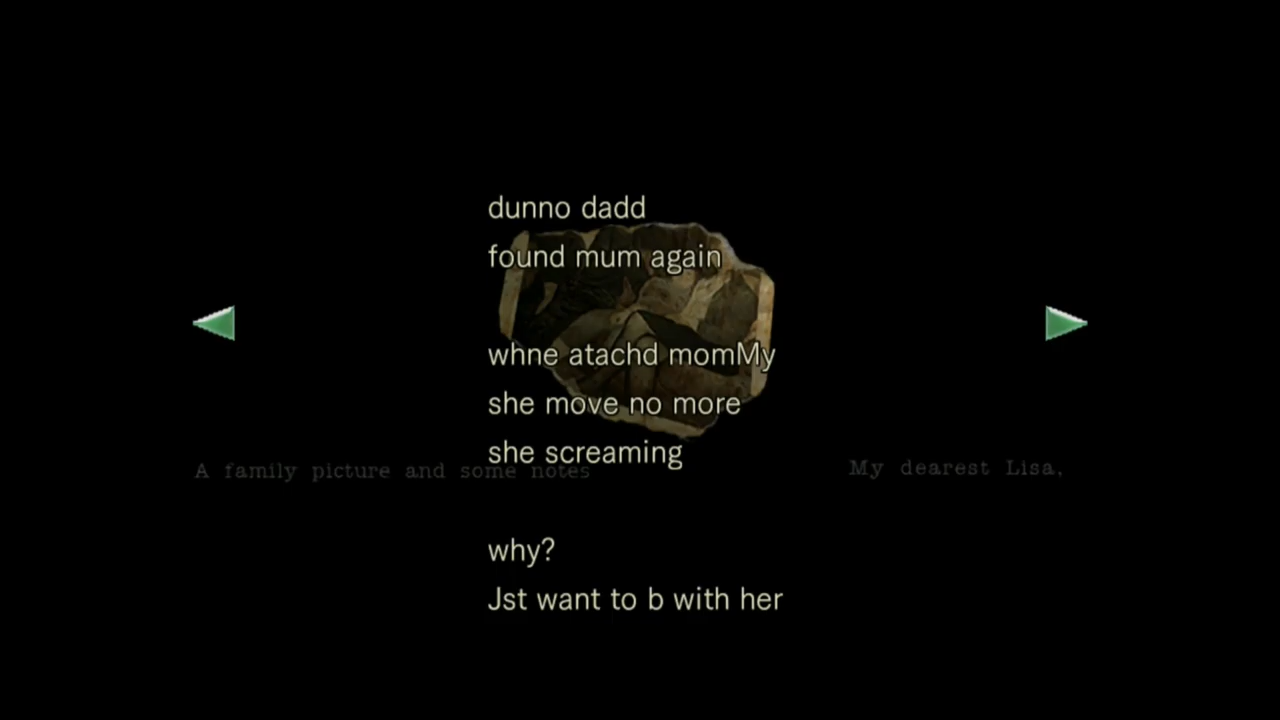 dunno dadd
found mum again
whne atachd momMy
she move no more
she screaming
A family picture and some notes
My dearest Lisa,
why?
Jst want to b with her